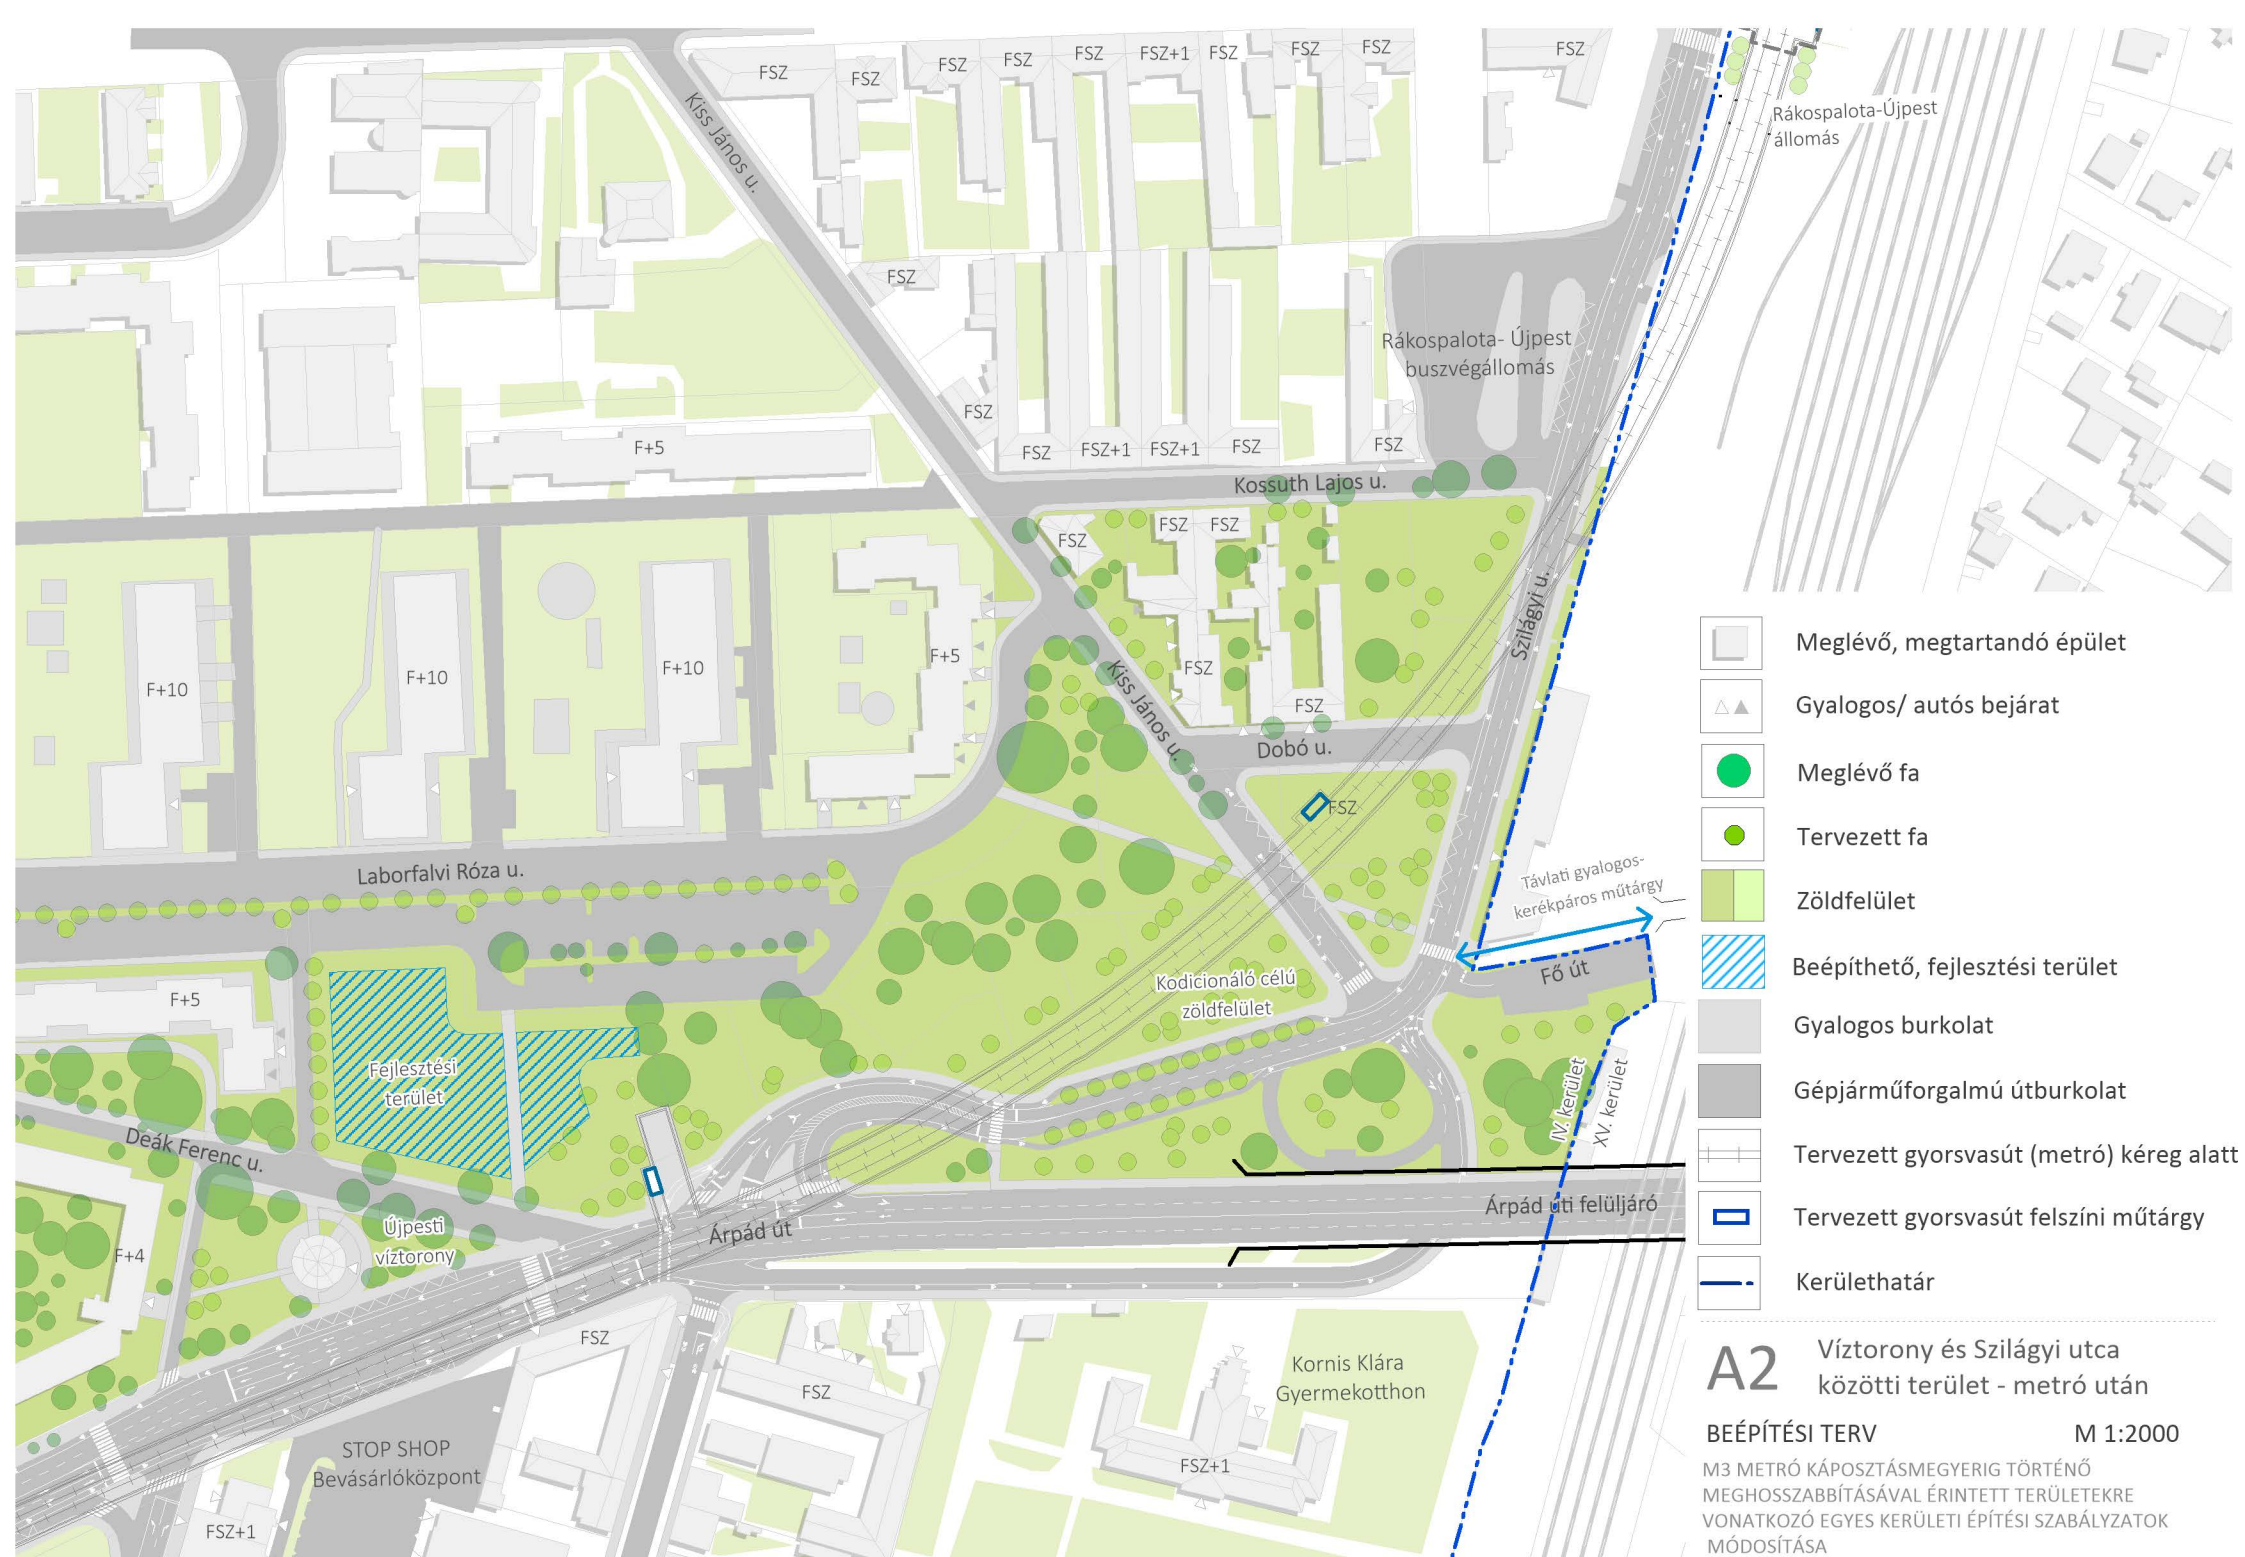 FSZ
FSZ
FSZ
FSZ
FSZ
FSZ+1
FSZ
FSZ
FSZ
FSZ
Kiss János u.
Rákospalota-Újpest
állomás
FSZ
Rákospalota- Újpest
buszvégállomás
FSZ
F+5
FSZ
FSZ+1
FSZ+1
FSZ
FSZ
Kossuth Lajos u.
FSZ
FSZ
FSZ
Szilágyi u.
F+10
F+10
F+10
F+5
FSZ
FSZ
Kiss János u.
Dobó u.
FSZ
Laborfalvi Róza u.
Távlati gyalogos-
kerékpáros műtárgy
Fő út
Kodicionáló célú
zöldfelület
F+5
Fejlesztési
terület
IV. kerület
XV. kerület
Deák Ferenc u.
Újpesti
víztorony
F+4
Árpád út
Árpád úti felüljáró
FSZ
FSZ
Kornis Klára
Gyermekotthon
STOP SHOP
Bevásárlóközpont
FSZ+1
FSZ+1
Meglévő, megtartandó épület
Gyalogos/ autós bejárat
Meglévő fa
Tervezett fa
Zöldfelület
Beépíthető, fejlesztési terület
Gyalogos burkolat
Gépjárműforgalmú útburkolat
Tervezett gyorsvasút (metró) kéreg alatt
Tervezett gyorsvasút felszíni műtárgy
Kerülethatár
A2
Víztorony és Szilágyi utca
közötti terület - metró után
BEÉPÍTÉSI TERV M 1:2000
M3 METRÓ KÁPOSZTÁSMEGYERIG TÖRTÉNŐ
MEGHOSSZABBÍTÁSÁVAL ÉRINTETT TERÜLETEKRE
VONATKOZÓ EGYES KERÜLETI ÉPÍTÉSI SZABÁLYZATOK
MÓDOSÍTÁSA